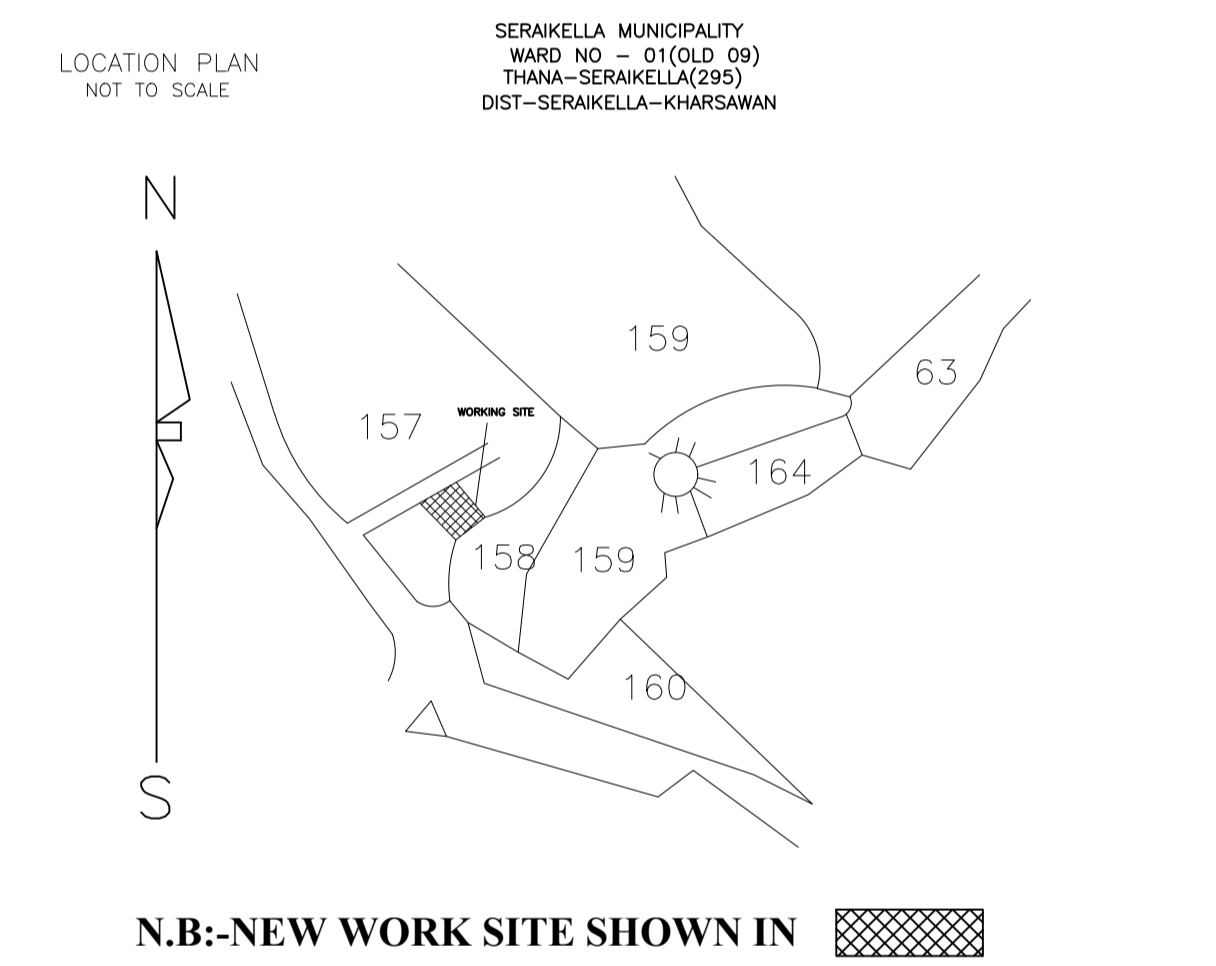 LOCATION PLAN
NOT TO SCALE
SERAIKELLA MUNICIPALITY
WARD NO - 01(OLD 09)
THANA-SERAIKELLA(295)
DIST-SERAIKELLA-KHARSAWAN
N
159
63
157
WORKING SITE
164
158
159
160
S
N.B:-NEW WORK SITE SHOWN IN